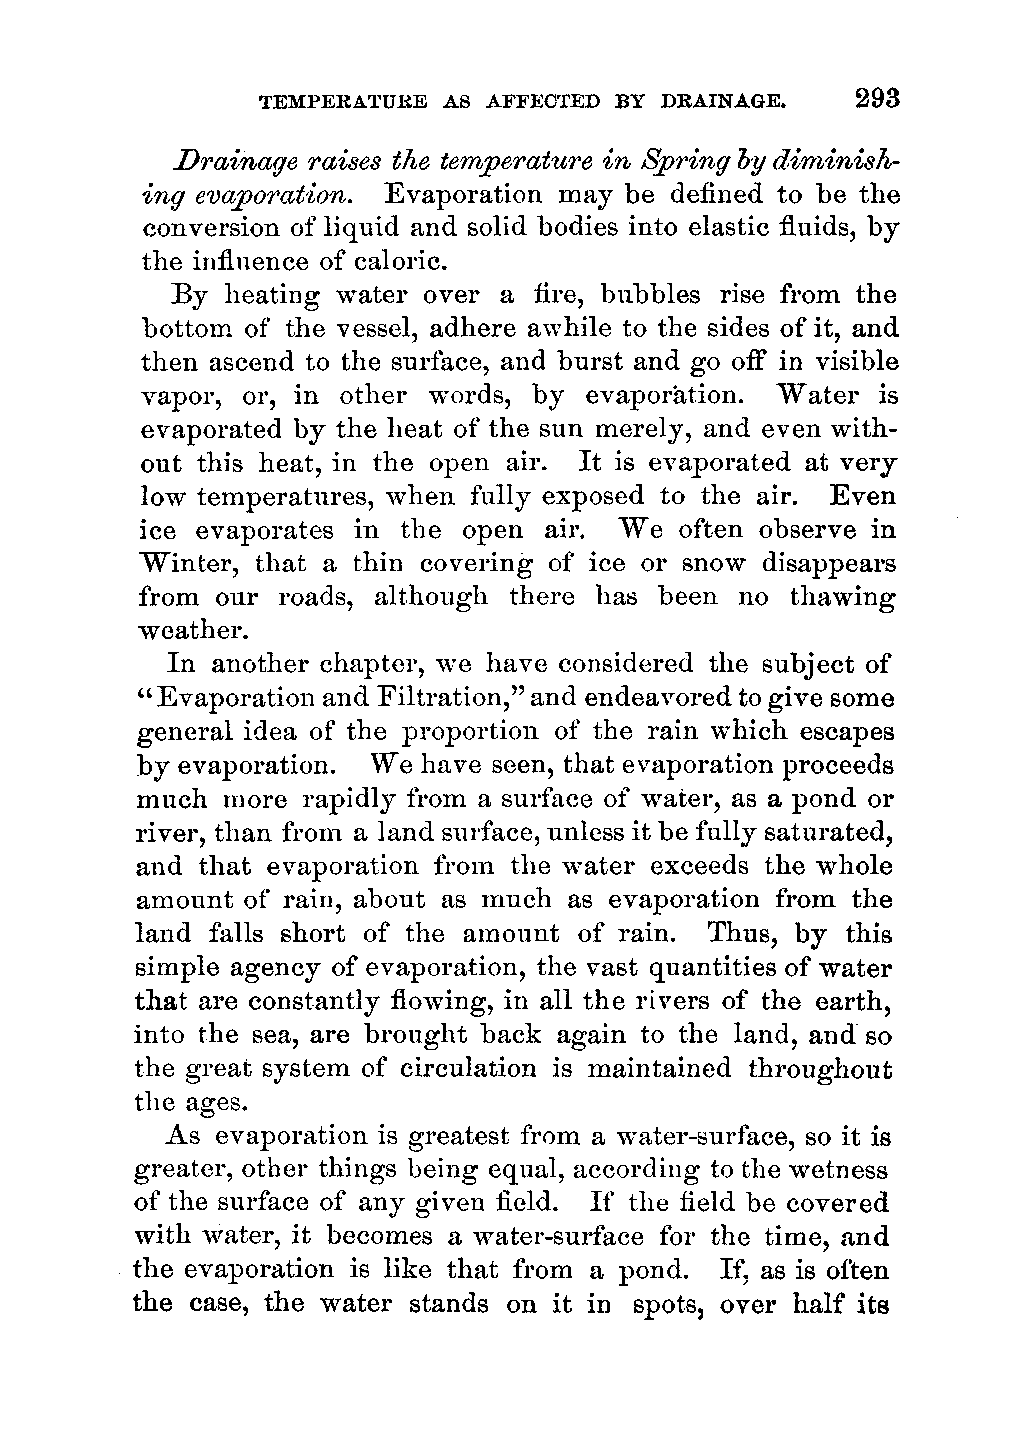 TEMPERATURE AS AFFECTED BY DRAINAGE. 293
Drainage raises the temperature in Spring by diminish-
ing evaporation. Evaporation may be defined to be the
conversion of liquid and solid bodies into elastic fluids, by
the influence of caloric.
By heating water over a fire, bubbles rise from the
bottom of the vessel, adhere awhile to the sides of it, and
then ascend to the surface, and burst and go off in visible
vapor, or, in other words, by evaporation. Water is
evaporated by the heat of the sun merely, and even with-
out this heat, in the open air. It is evaporated at very
low temperatures, when fully exposed to the air. Even
ice evaporates in the open air. We often observe in
Winter, that a thin covering of ice or snow disappears
from our roads, although there has been no thawing
weather.
In another chapter, we have considered the subject of
“Evaporation and Filtration,” and endeavored to give some
general idea of the proportion of the rain which escapes
by evaporation. We have seen, that evaporation proceeds
much more rapidly from a surface of water, as a pond or
river, than from a land surface, unless it be fully saturated,
and that evaporation from the water exceeds the whole
amount of rain, about as much as evaporation from the
land falls short of the amount of rain. Thus, by this
simple agency of evaporation, the vast quantities of water
that are constantly flowing, in all the rivers of the earth,
into the sea, are brought back again to the land, and so
the great system of circulation is maintained throughout
the ages.
As evaporation is greatest from a water-surface, so it is
greater, other things being equal, according to the wetness
of the surface of any given field. If the field be covered
with water, it becomes a water-surface for the time, and
the evaporation is like that from a pond. If, as is often
the case, the water stands on it in spots, over half its